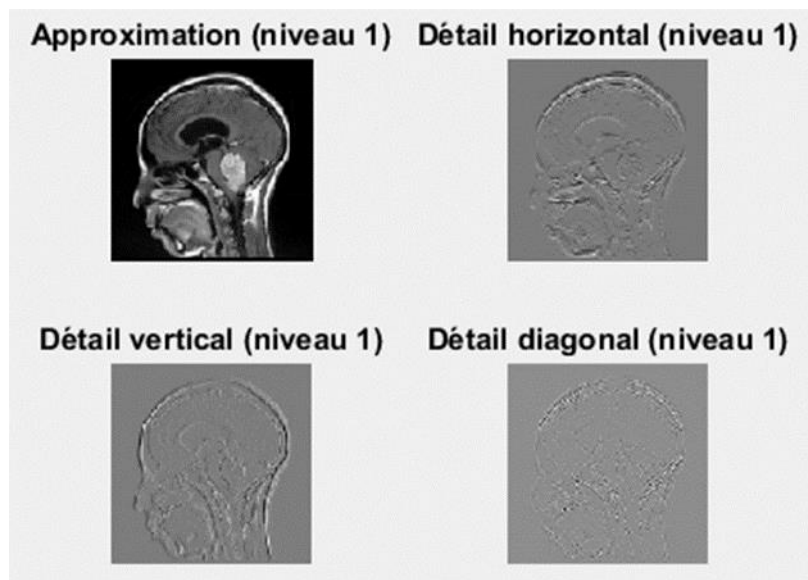 Approximation (niveau 1)
Détail horizontal (niveau 1)
Détail vertical (niveau 1)
Détail diagonal (niveau 1)